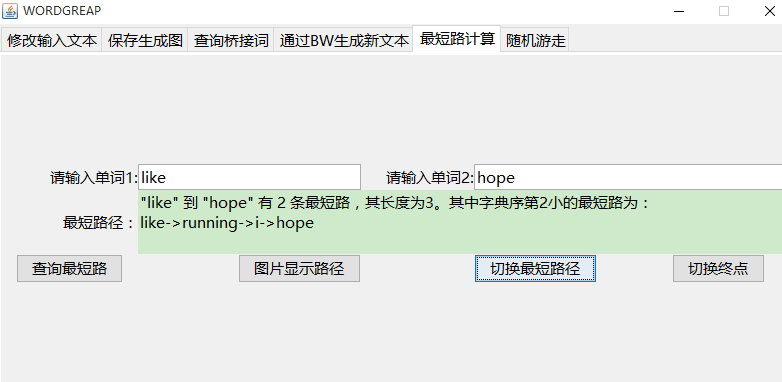 WORDGREAP
修改输入文本 保存生成图 查询桥接词 通过BW生成新文本 最短路计算 随机游走
请输入单词1: like 请输入单词2: hope
"like" 到 "hope" 有 2 条最短路，其长度为3。其中字典序第2小的最短路为：
最短路径： like->running->i->hope
查询最短路 图片显示路径 切换最短路径 切换终点